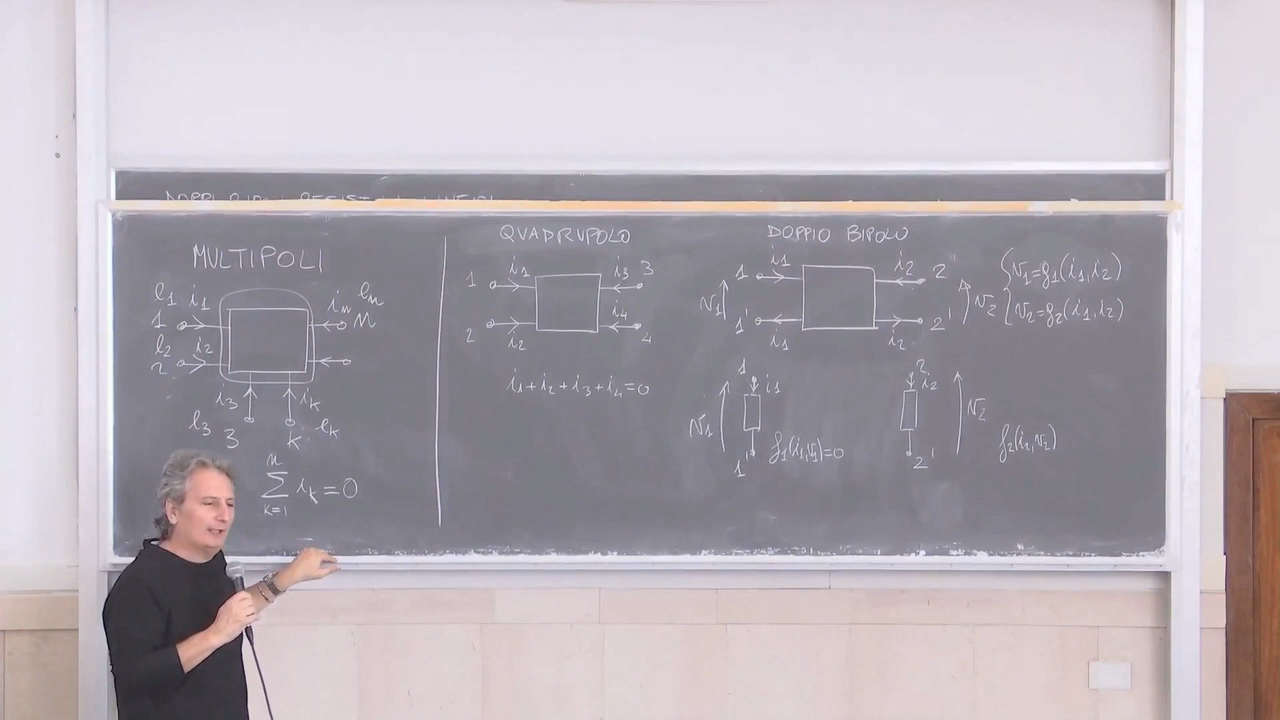 MULTIPOLI
l1 i1
1
l2 i2
2
in ln
n
i3 ik
l3 3 k lk
n
∑ ik = 0
k=1
QUADRUPOLO
1 i1 i3 3
2 i2 i4 4
i1+i2+i3+i4=0
DOPPIO BIPOLO
1 i1 i2 2
v1 v2
1' i1 i2 2'
{ v1=g1(i1,i2)
v2=g2(i1,i2)
1 i1
v1
1'
f1(i1,v1)=0
2 i2
v2
2'
f2(i2,v2)